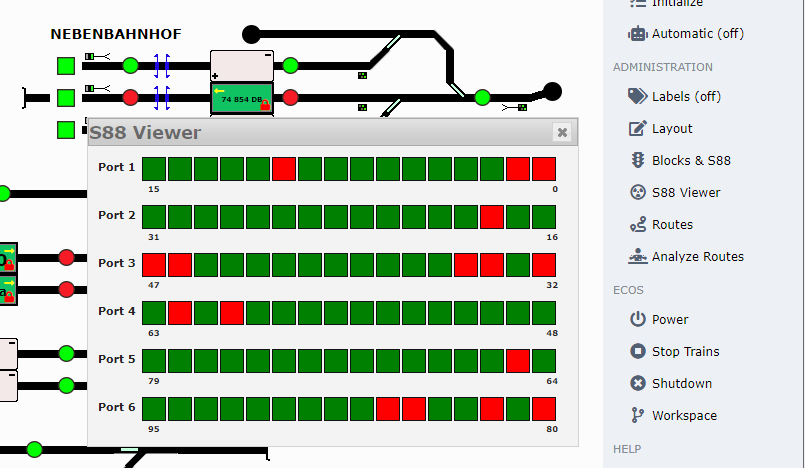 NEBENBAHNHOF
74 854 DB
S88 Viewer
Port 1
15 0
Port 2
31 16
Port 3
47 32
Port 4
63 48
Port 5
79 64
Port 6
95 80
Initialize
Automatic (off)
ADMINISTRATION
Labels (off)
Layout
Blocks & S88
S88 Viewer
Routes
Analyze Routes
ECOS
Power
Stop Trains
Shutdown
Workspace
HELP